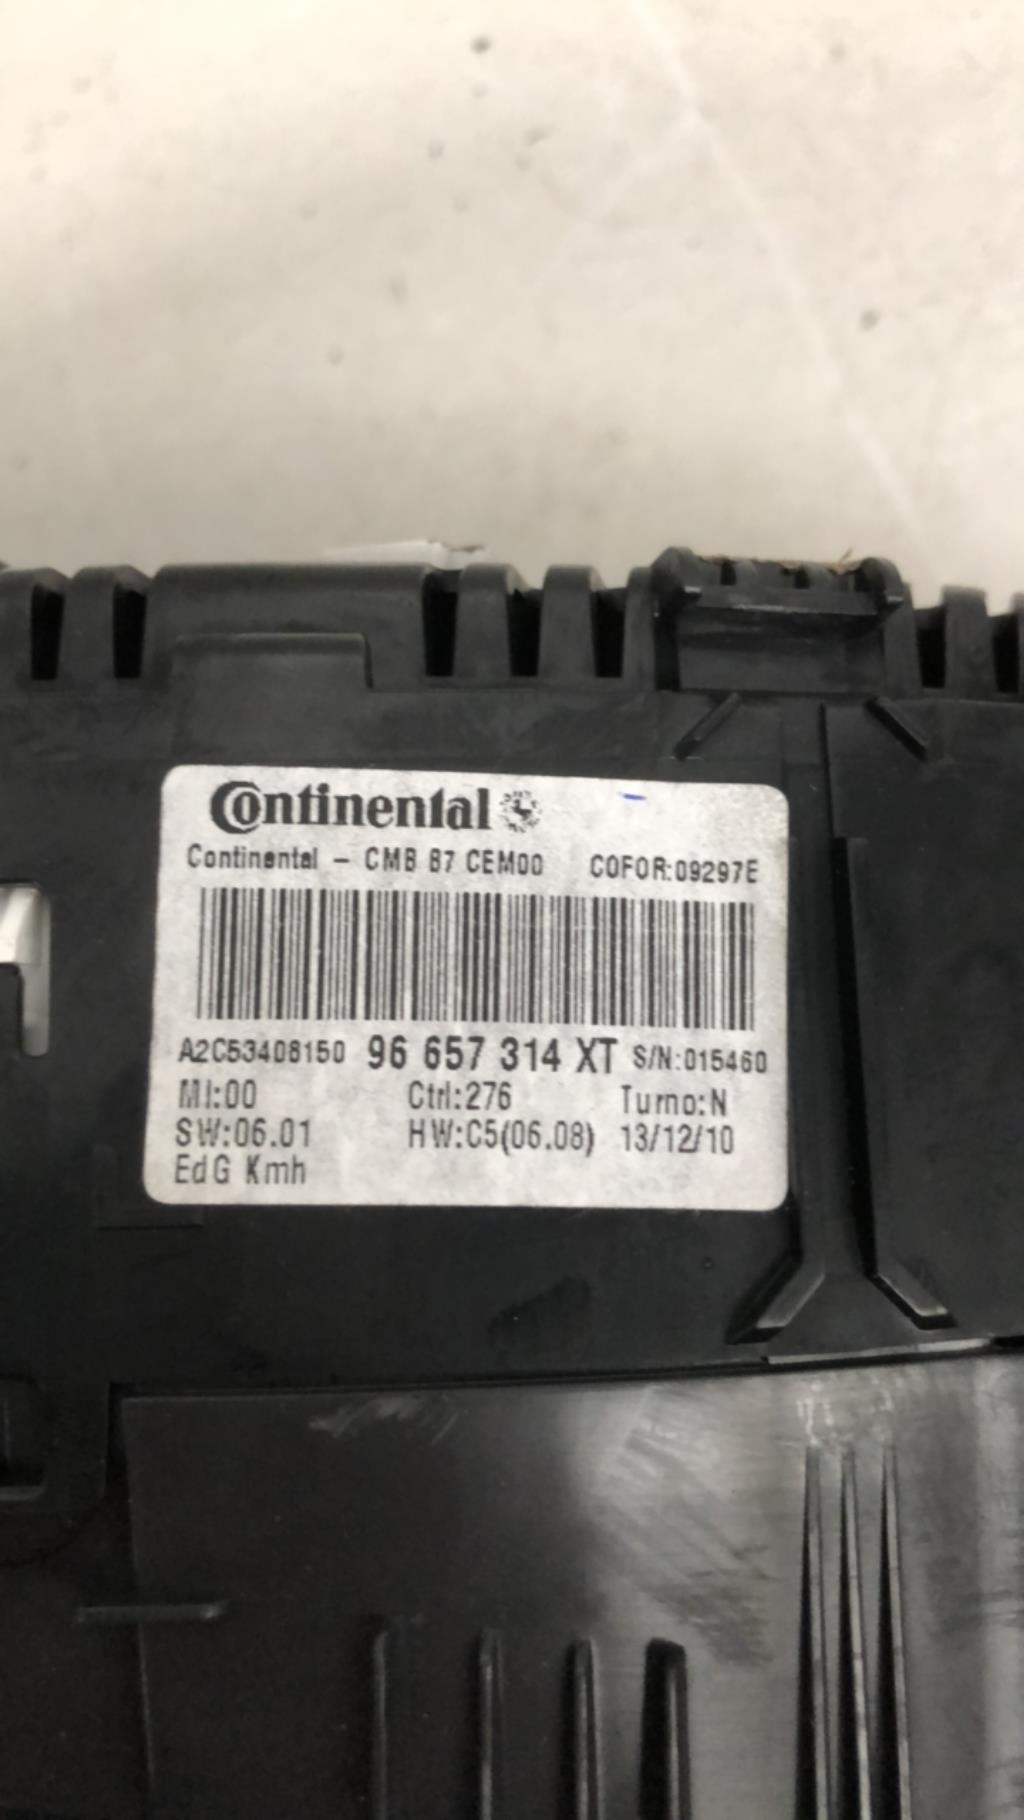 Continental
Continental - CMB B7 CEM00 COFOR:09297E
A2C53408150 96 657 314 XT S/N:015460
MI:00 Ctrl:276 Turno:N
SW:06.01 HW:C5(06.08) 13/12/10
EdG Kmh